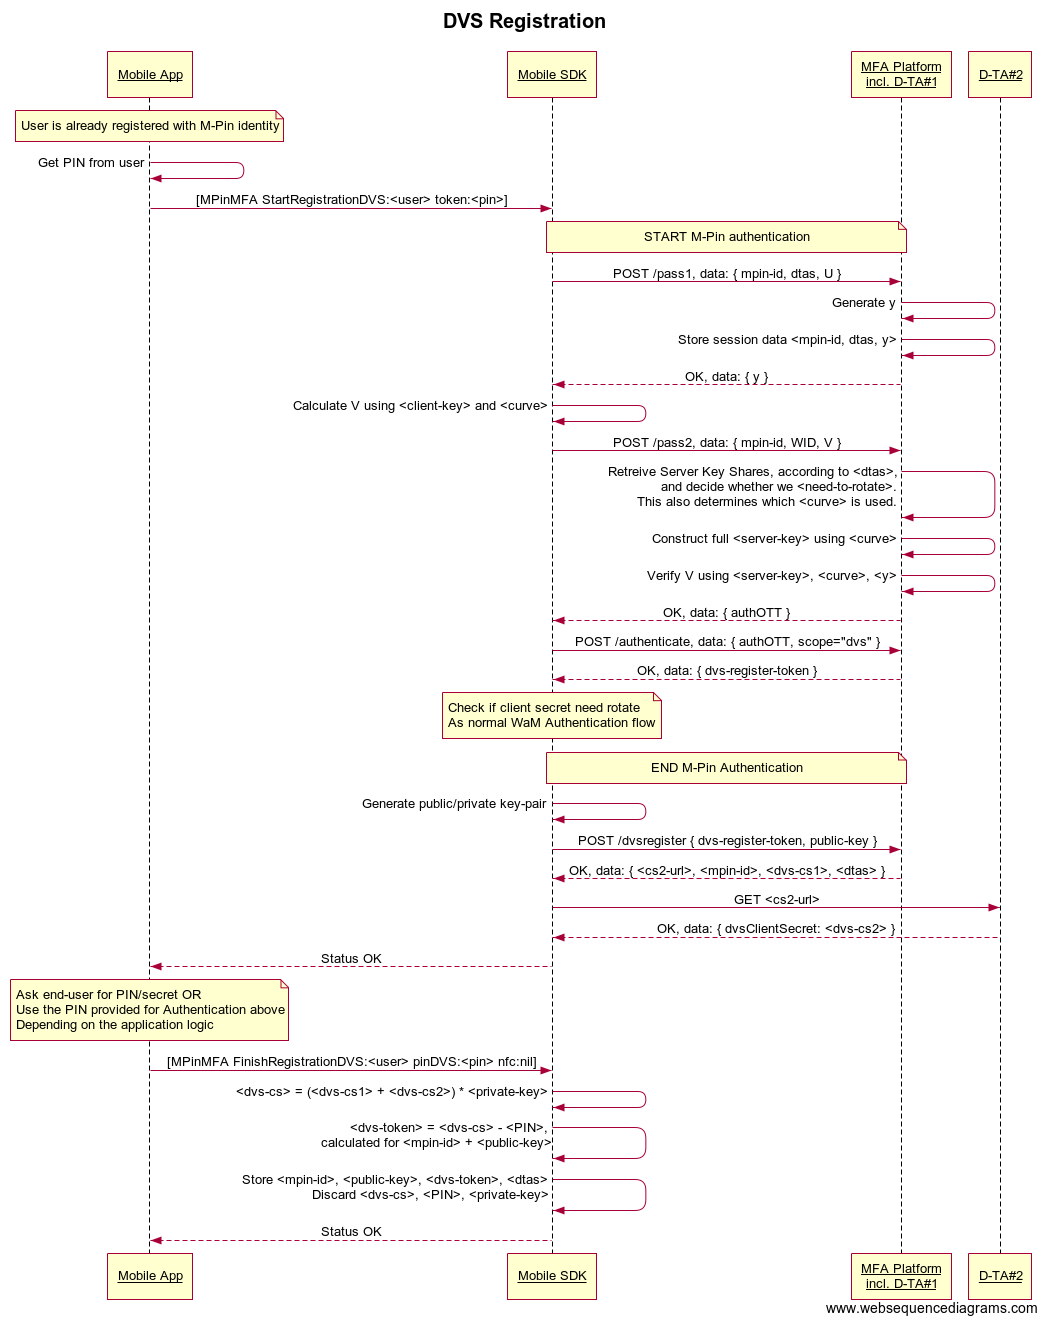 DVS Registration
Mobile App
Mobile SDK
MFA Platform
incl. D-TA#1
D-TA#2
User is already registered with M-Pin identity
Get PIN from user
[MPinMFA StartRegistrationDVS:<user> token:<pin>]
START M-Pin authentication
POST /pass1, data: { mpin-id, dtas, U }
Generate y
Store session data <mpin-id, dtas, y>
OK, data: { y }
Calculate V using <client-key> and <curve>
POST /pass2, data: { mpin-id, WID, V }
Retreive Server Key Shares, according to <dtas>,
and decide whether we <need-to-rotate>.
This also determines which <curve> is used.
Construct full <server-key> using <curve>
Verify V using <server-key>, <curve>, <y>
OK, data: { authOTT }
POST /authenticate, data: { authOTT, scope="dvs" }
OK, data: { dvs-register-token }
Check if client secret need rotate
As normal WaM Authentication flow
END M-Pin Authentication
Generate public/private key-pair
POST /dvsregister { dvs-register-token, public-key }
OK, data: { <cs2-url>, <mpin-id>, <dvs-cs1>, <dtas> }
GET <cs2-url>
OK, data: { dvsClientSecret: <dvs-cs2> }
Status OK
Ask end-user for PIN/secret OR
Use the PIN provided for Authentication above
Depending on the application logic
[MPinMFA FinishRegistrationDVS:<user> pinDVS:<pin> nfc:nil]
<dvs-cs> = (<dvs-cs1> + <dvs-cs2>) * <private-key>
<dvs-token> = <dvs-cs> - <PIN>,
calculated for <mpin-id> + <public-key>
Store <mpin-id>, <public-key>, <dvs-token>, <dtas>
Discard <dvs-cs>, <PIN>, <private-key>
Status OK
Mobile App
Mobile SDK
MFA Platform
incl. D-TA#1
D-TA#2
www.websequencediagrams.com